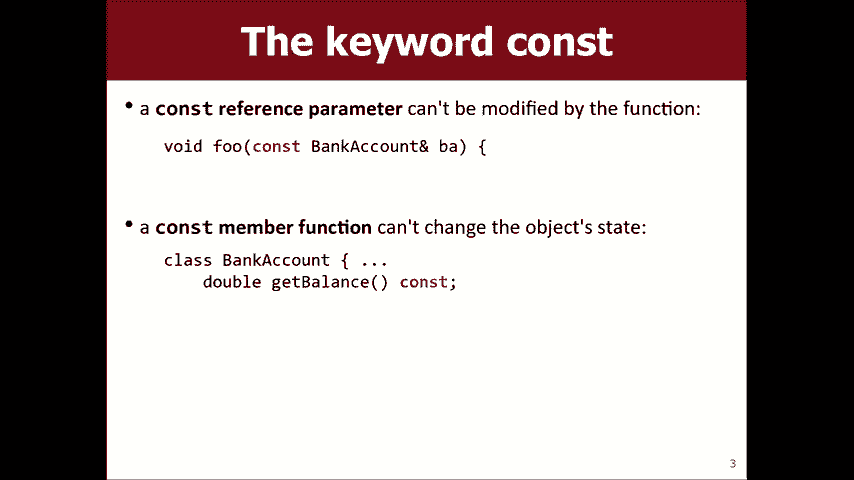 The keyword const
• a const reference parameter can't be modified by the function:
void foo(const BankAccount& ba) {
• a const member function can't change the object's state:
class BankAccount { ...
double getBalance() const;
3